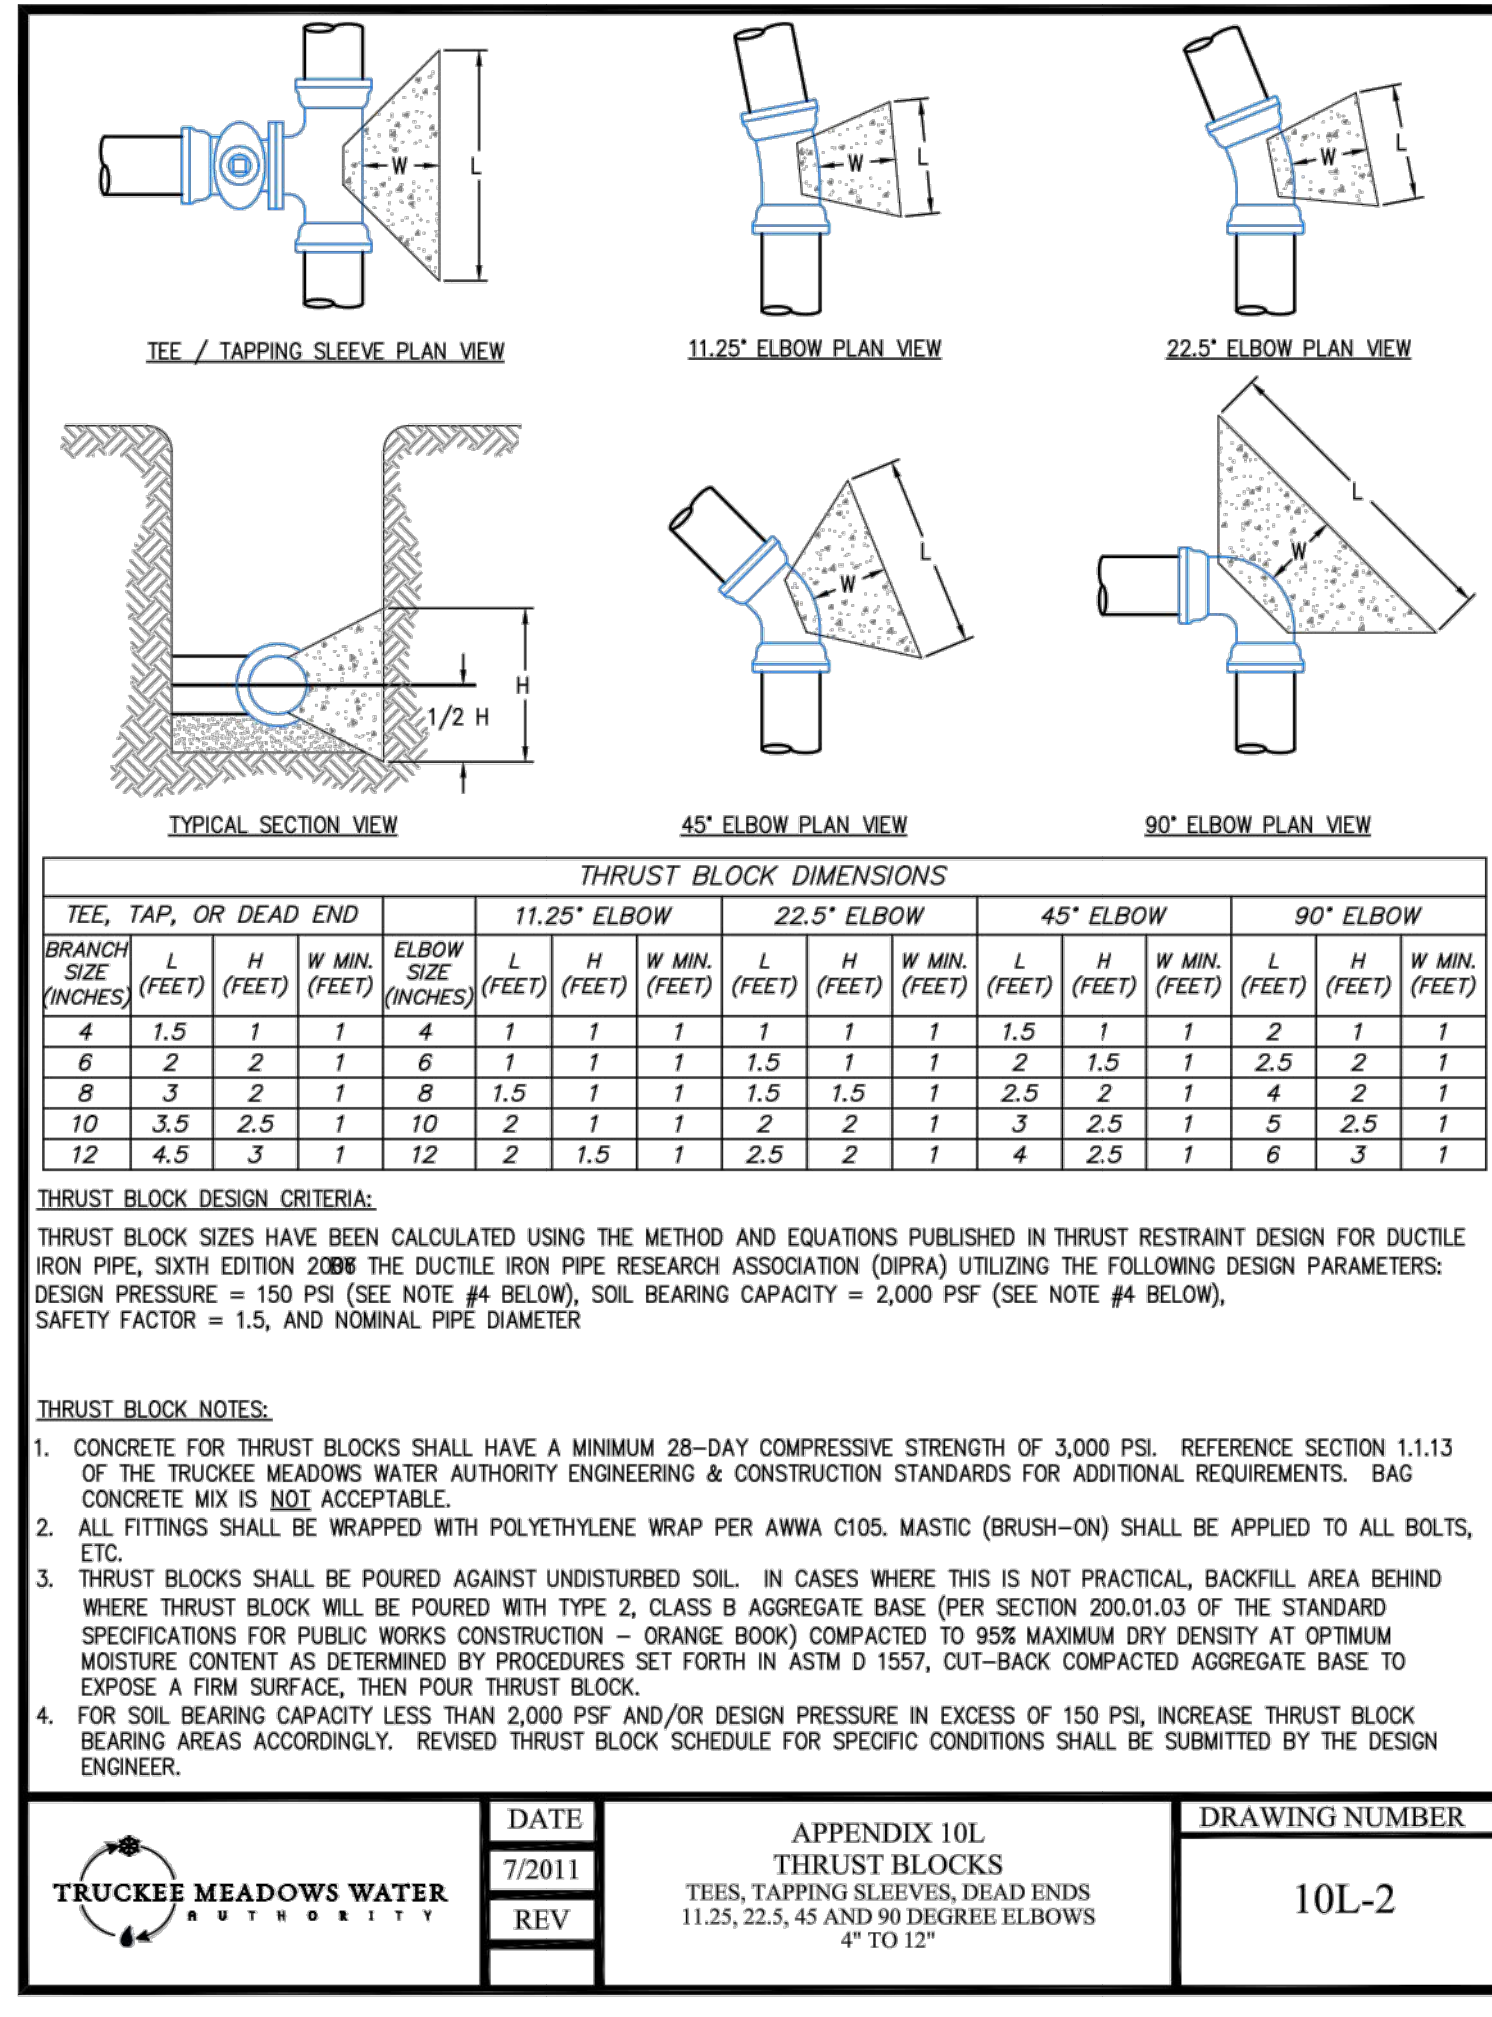 W
L
W
L
W
L
TEE / TAPPING SLEEVE PLAN VIEW
11.25° ELBOW PLAN VIEW
22.5° ELBOW PLAN VIEW
H
1/2 H
L
W
L
W
TYPICAL SECTION VIEW
45° ELBOW PLAN VIEW
90° ELBOW PLAN VIEW
THRUST BLOCK DIMENSIONS
TEE, TAP, OR DEAD END 11.25° ELBOW 22.5° ELBOW 45° ELBOW 90° ELBOW
BRANCH SIZE (INCHES) L (FEET) H (FEET) W MIN. (FEET) ELBOW SIZE (INCHES) L (FEET) H (FEET) W MIN. (FEET) L (FEET) H (FEET) W MIN. (FEET) L (FEET) H (FEET) W MIN. (FEET) L (FEET) H (FEET) W MIN. (FEET)
4 1.5 1 1 4 1 1 1 1 1 1 1.5 1 1 2 1 1
6 2 2 1 6 1 1 1 1.5 1 1 2 1.5 1 2.5 2 1
8 3 2 1 8 1.5 1 1 1.5 1.5 1 2.5 2 1 4 2 1
10 3.5 2.5 1 10 2 1 1 2 2 1 3 2.5 1 5 2.5 1
12 4.5 3 1 12 2 1.5 1 2.5 2 1 4 2.5 1 6 3 1
THRUST BLOCK DESIGN CRITERIA:
THRUST BLOCK SIZES HAVE BEEN CALCULATED USING THE METHOD AND EQUATIONS PUBLISHED IN THRUST RESTRAINT DESIGN FOR DUCTILE
IRON PIPE, SIXTH EDITION THE DUCTILE IRON PIPE RESEARCH ASSOCIATION (DIPRA) UTILIZING THE FOLLOWING DESIGN PARAMETERS:
DESIGN PRESSURE = 150 PSI (SEE NOTE #4 BELOW), SOIL BEARING CAPACITY = 2,000 PSF (SEE NOTE #4 BELOW),
SAFETY FACTOR = 1.5, AND NOMINAL PIPE DIAMETER
THRUST BLOCK NOTES:
1. CONCRETE FOR THRUST BLOCKS SHALL HAVE A MINIMUM 28-DAY COMPRESSIVE STRENGTH OF 3,000 PSI. REFERENCE SECTION 1.1.13
OF THE TRUCKEE MEADOWS WATER AUTHORITY ENGINEERING & CONSTRUCTION STANDARDS FOR ADDITIONAL REQUIREMENTS. BAG
CONCRETE MIX IS NOT ACCEPTABLE.
2. ALL FITTINGS SHALL BE WRAPPED WITH POLYETHYLENE WRAP PER AWWA C105. MASTIC (BRUSH-ON) SHALL BE APPLIED TO ALL BOLTS,
ETC.
3. THRUST BLOCKS SHALL BE POURED AGAINST UNDISTURBED SOIL. IN CASES WHERE THIS IS NOT PRACTICAL, BACKFILL AREA BEHIND
WHERE THRUST BLOCK WILL BE POURED WITH TYPE 2, CLASS B AGGREGATE BASE (PER SECTION 200.01.03 OF THE STANDARD
SPECIFICATIONS FOR PUBLIC WORKS CONSTRUCTION - ORANGE BOOK) COMPACTED TO 95% MAXIMUM DRY DENSITY AT OPTIMUM
MOISTURE CONTENT AS DETERMINED BY PROCEDURES SET FORTH IN ASTM D 1557, CUT-BACK COMPACTED AGGREGATE BASE TO
EXPOSE A FIRM SURFACE, THEN POUR THRUST BLOCK.
4. FOR SOIL BEARING CAPACITY LESS THAN 2,000 PSF AND/OR DESIGN PRESSURE IN EXCESS OF 150 PSI, INCREASE THRUST BLOCK
BEARING AREAS ACCORDINGLY. REVISED THRUST BLOCK SCHEDULE FOR SPECIFIC CONDITIONS SHALL BE SUBMITTED BY THE DESIGN
ENGINEER.
TRUCKEE MEADOWS WATER
AUTHORITY
DATE
7/2011
REV
APPENDIX 10L
THRUST BLOCKS
TEES, TAPPING SLEEVES, DEAD ENDS
11.25, 22.5, 45 AND 90 DEGREE ELBOWS
4" TO 12"
DRAWING NUMBER
10L-2